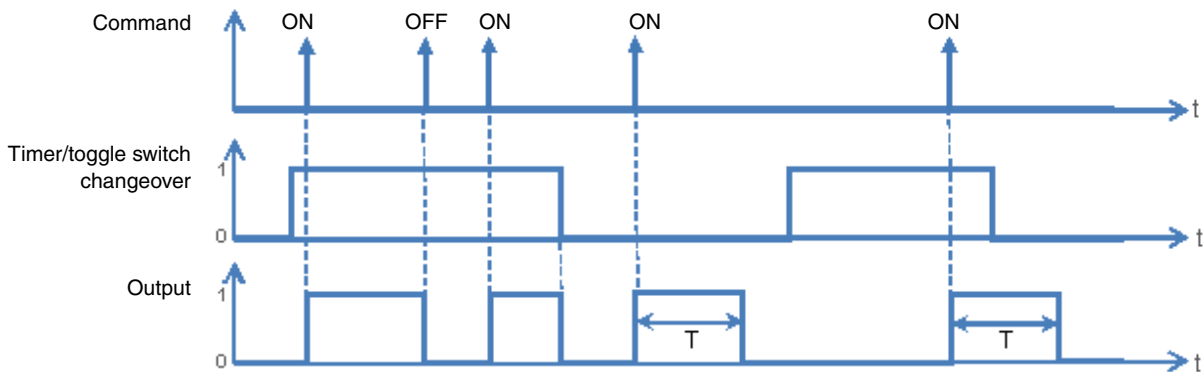 Command
ON OFF ON ON ON
t
Timer/toggle switch
changeover
1
0
t
Output
1
T T
0
t